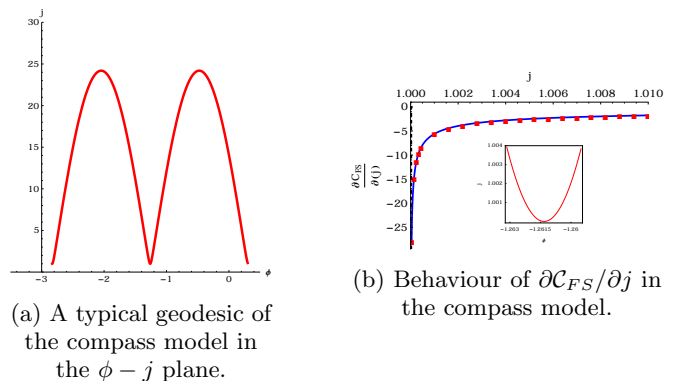 j
30
25
20
15
10
5
-3
-2
-1
0
ϕ
(a) A typical geodesic of
the compass model in
the ϕ − j plane.
j
1.000 1.002 1.004 1.006 1.008 1.010
0
-5
-10
-15
-20
-25
∂C_FS
∂(j)
1.004
1.003
1.002
1.001
J
-1.263 -1.2615 -1.26
ϕ
(b) Behaviour of ∂𝒞_FS/∂j in
the compass model.